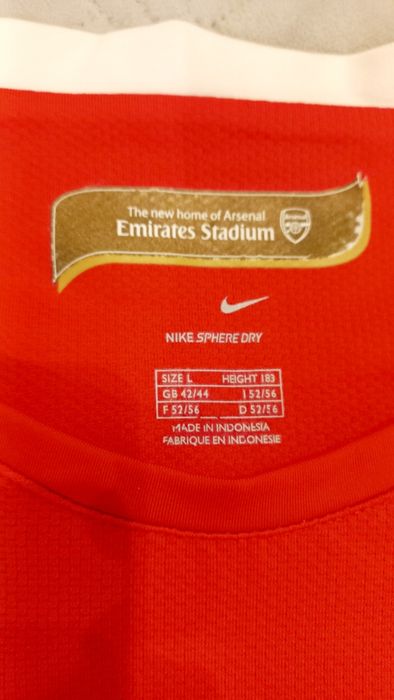 The new home of Arsenal
Emirates Stadium
Arsenal
NIKE SPHERE DRY
SIZE L HEIGHT 183
GB 42/44 I 52/56
F 52/56 D 52/56
MADE IN INDONESIA
FABRIQUE EN INDONESIE